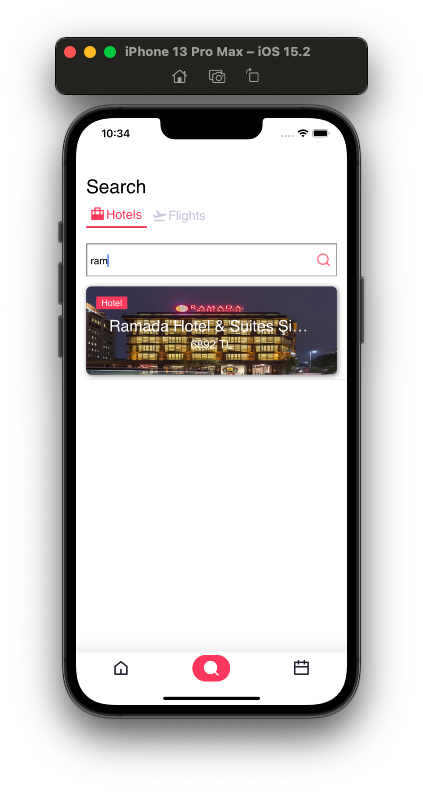 iPhone 13 Pro Max – iOS 15.2
10:34
Search
Hotels
Flights
ram
Hotel
RAMADA
Ramada Hotel & Suites Şi...
6892 TL